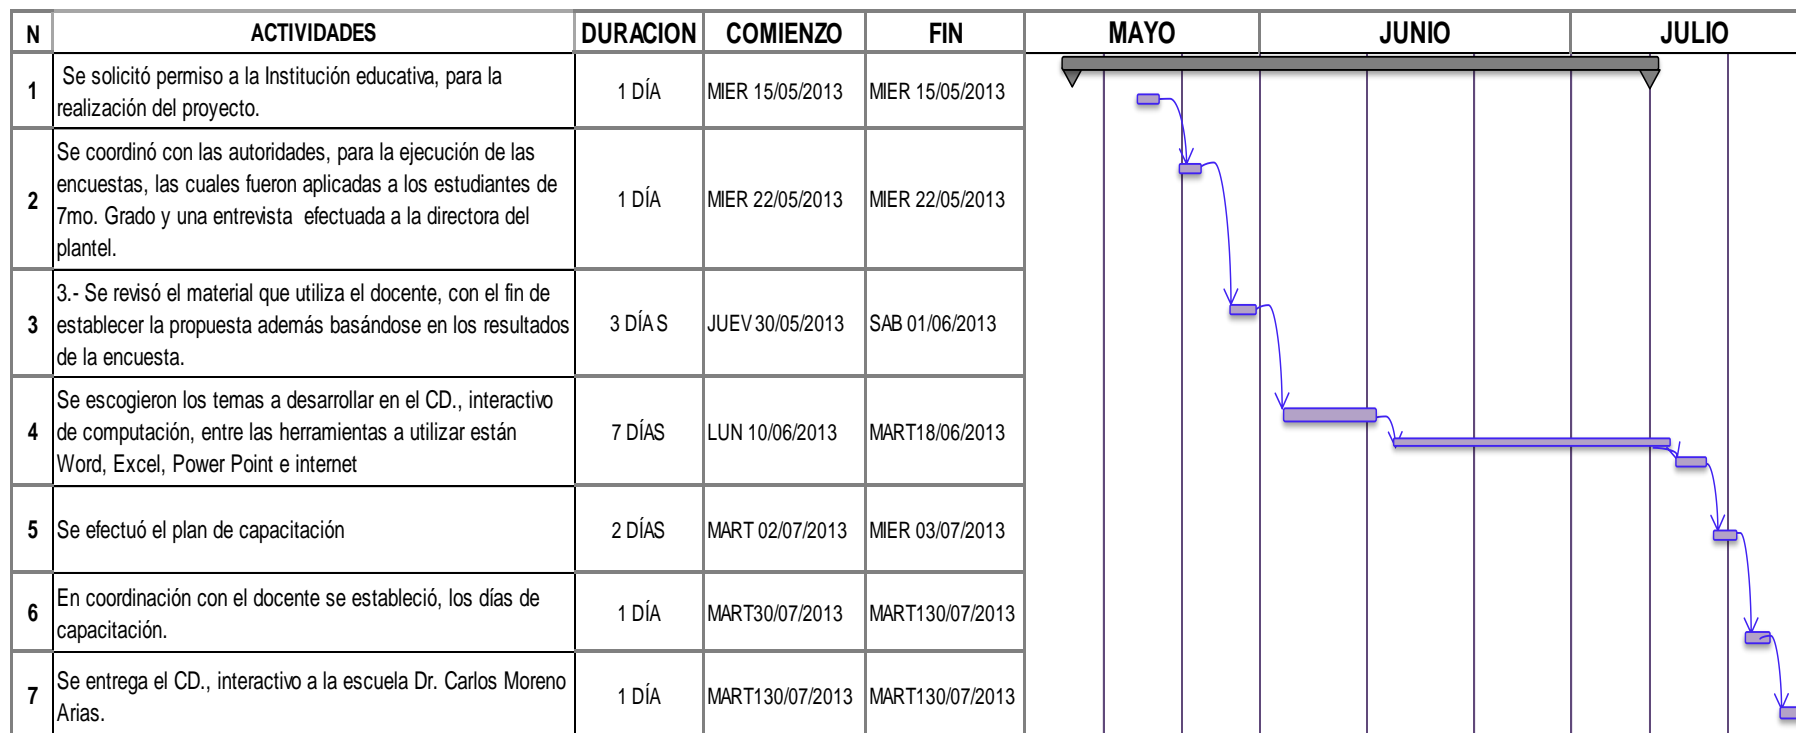 N ACTIVIDADES DURACION COMIENZO FIN MAYO JUNIO JULIO
1 Se solicitó permiso a la Institución educativa, para la
realización del proyecto.
1 DÍA MIER 15/05/2013 MIER 15/05/2013
2 Se coordinó con las autoridades, para la ejecución de las
encuestas, las cuales fueron aplicadas a los estudiantes de
7mo. Grado y una entrevista efectuada a la directora del
plantel.
1 DÍA MIER 22/05/2013 MIER 22/05/2013
3 3.- Se revisó el material que utiliza el docente, con el fin de
establecer la propuesta además basándose en los resultados
de la encuesta.
3 DÍA S JUEV 30/05/2013 SAB 01/06/2013
4 Se escogieron los temas a desarrollar en el CD., interactivo
de computación, entre las herramientas a utilizar están
Word, Excel, Power Point e internet
7 DÍAS LUN 10/06/2013 MART18/06/2013
5 Se efectuó el plan de capacitación 2 DÍAS MART 02/07/2013 MIER 03/07/2013
6 En coordinación con el docente se estableció, los días de
capacitación.
1 DÍA MART30/07/2013 MART130/07/2013
7 Se entrega el CD., interactivo a la escuela Dr. Carlos Moreno
Arias.
1 DÍA MART130/07/2013 MART130/07/2013